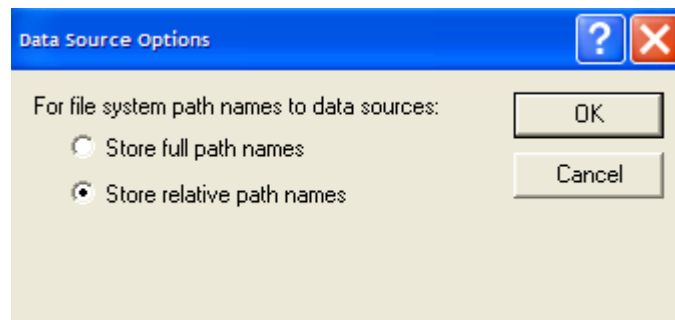 Data Source Options
?
For file system path names to data sources:
OK
Store full path names
Cancel
Store relative path names